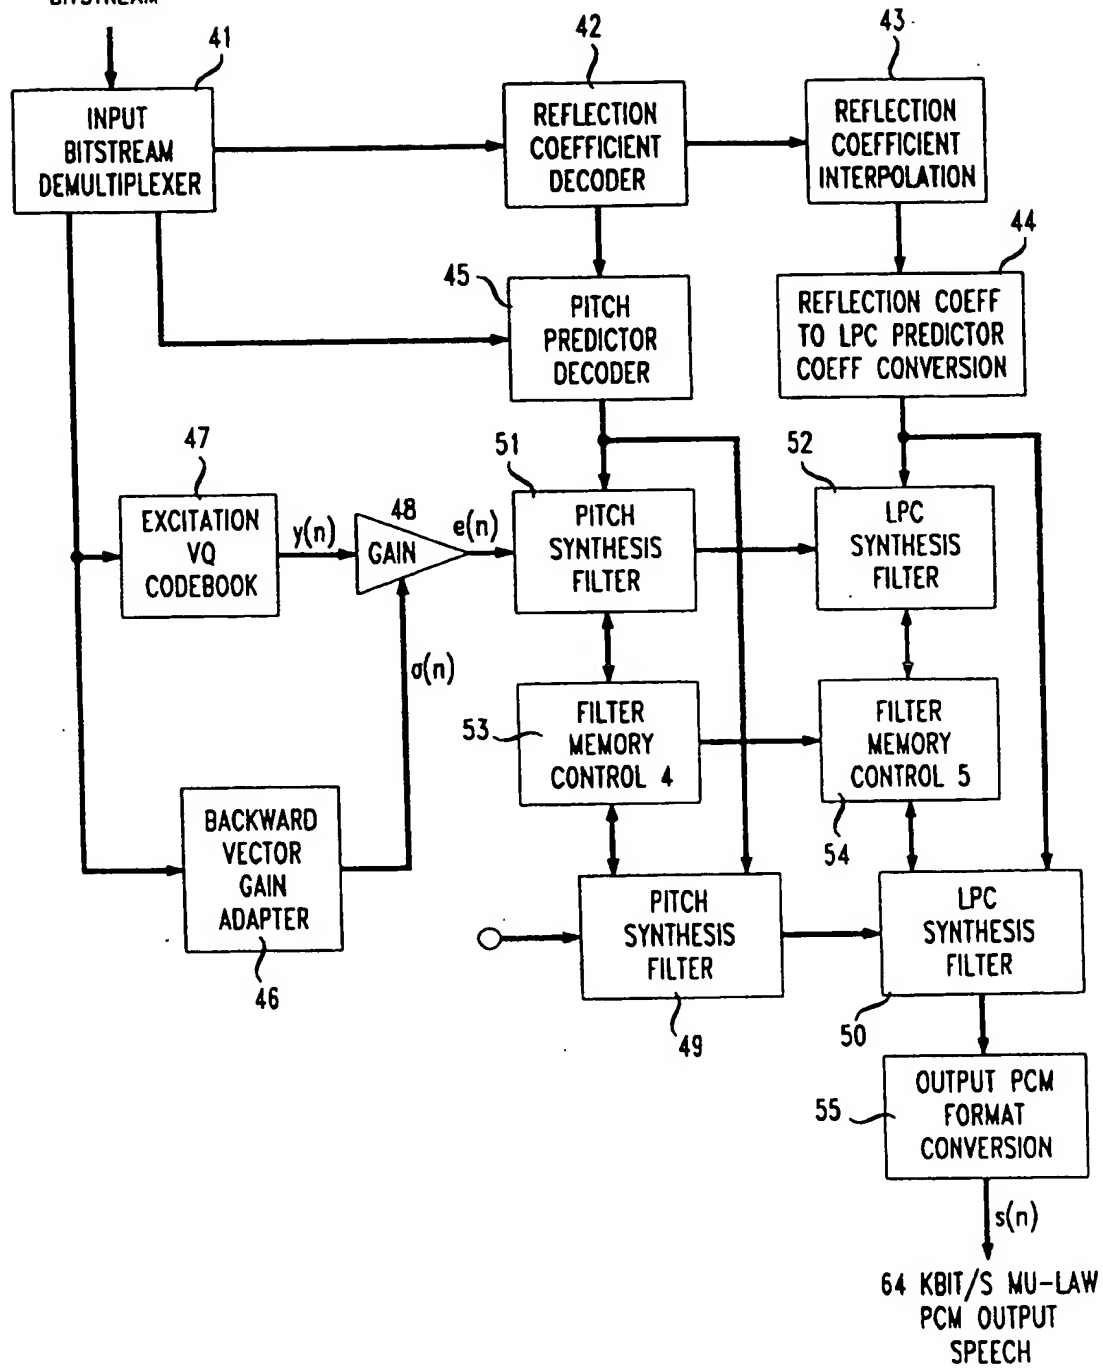 BITSTREAM
41
INPUT
BITSTREAM
DEMULTIPLEXER
42
REFLECTION
COEFFICIENT
DECODER
43
REFLECTION
COEFFICIENT
INTERPOLATION
44
REFLECTION COEFF
TO LPC PREDICTOR
COEFF CONVERSION
45
PITCH
PREDICTOR
DECODER
47
EXCITATION
VQ
CODEBOOK
y(n)
48
GAIN
e(n)
σ(n)
51
PITCH
SYNTHESIS
FILTER
52
LPC
SYNTHESIS
FILTER
53
FILTER
MEMORY
CONTROL 4
FILTER
MEMORY
CONTROL 5
54
BACKWARD
VECTOR
GAIN
ADAPTER
46
PITCH
SYNTHESIS
FILTER
49
LPC
SYNTHESIS
FILTER
50
55
OUTPUT PCM
FORMAT
CONVERSION
s(n)
64 KBIT/S MU-LAW
PCM OUTPUT
SPEECH